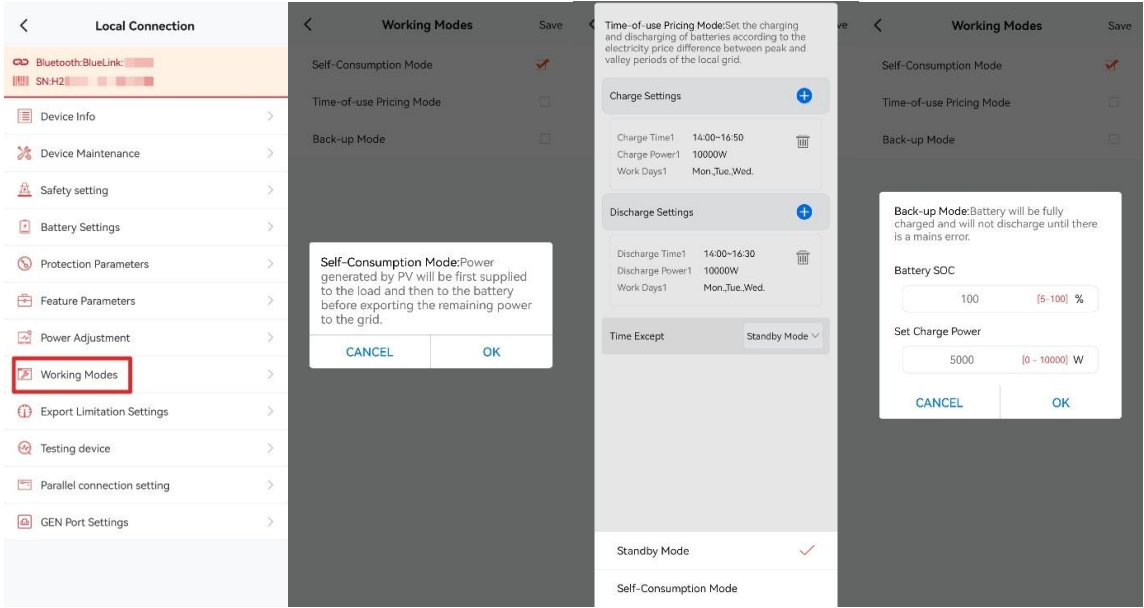 Local Connection
Bluetooth:BlueLink:
SN:H2
Device Info
Device Maintenance
Safety setting
Battery Settings
Protection Parameters
Feature Parameters
Power Adjustment
Working Modes
Export Limitation Settings
Testing device
Parallel connection setting
GEN Port Settings
Working Modes
Save
Self-Consumption Mode
Time-of-use Pricing Mode
Back-up Mode
Self-Consumption Mode:Power
generated by PV will be first supplied
to the load and then to the battery
before exporting the remaining power
to the grid.
CANCEL
OK
Time-of-use Pricing Mode:Set the charging
and discharging of batteries according to the
electricity price difference between peak and
valley periods of the local grid.
Charge Settings
Charge Time1 14:00~16:50
Charge Power1 10000W
Work Days1 Mon.,Tue.,Wed.
Discharge Settings
Discharge Time1 14:00~16:30
Discharge Power1 10000W
Work Days1 Mon.,Tue.,Wed.
Time Except Standby Mode
Standby Mode
Self-Consumption Mode
ve
Working Modes
Save
Self-Consumption Mode
Time-of-use Pricing Mode
Back-up Mode
Back-up Mode:Battery will be fully
charged and will not discharge until there
is a mains error.
Battery SOC
100 [5-100] %
Set Charge Power
5000 [0 - 10000] W
CANCEL
OK